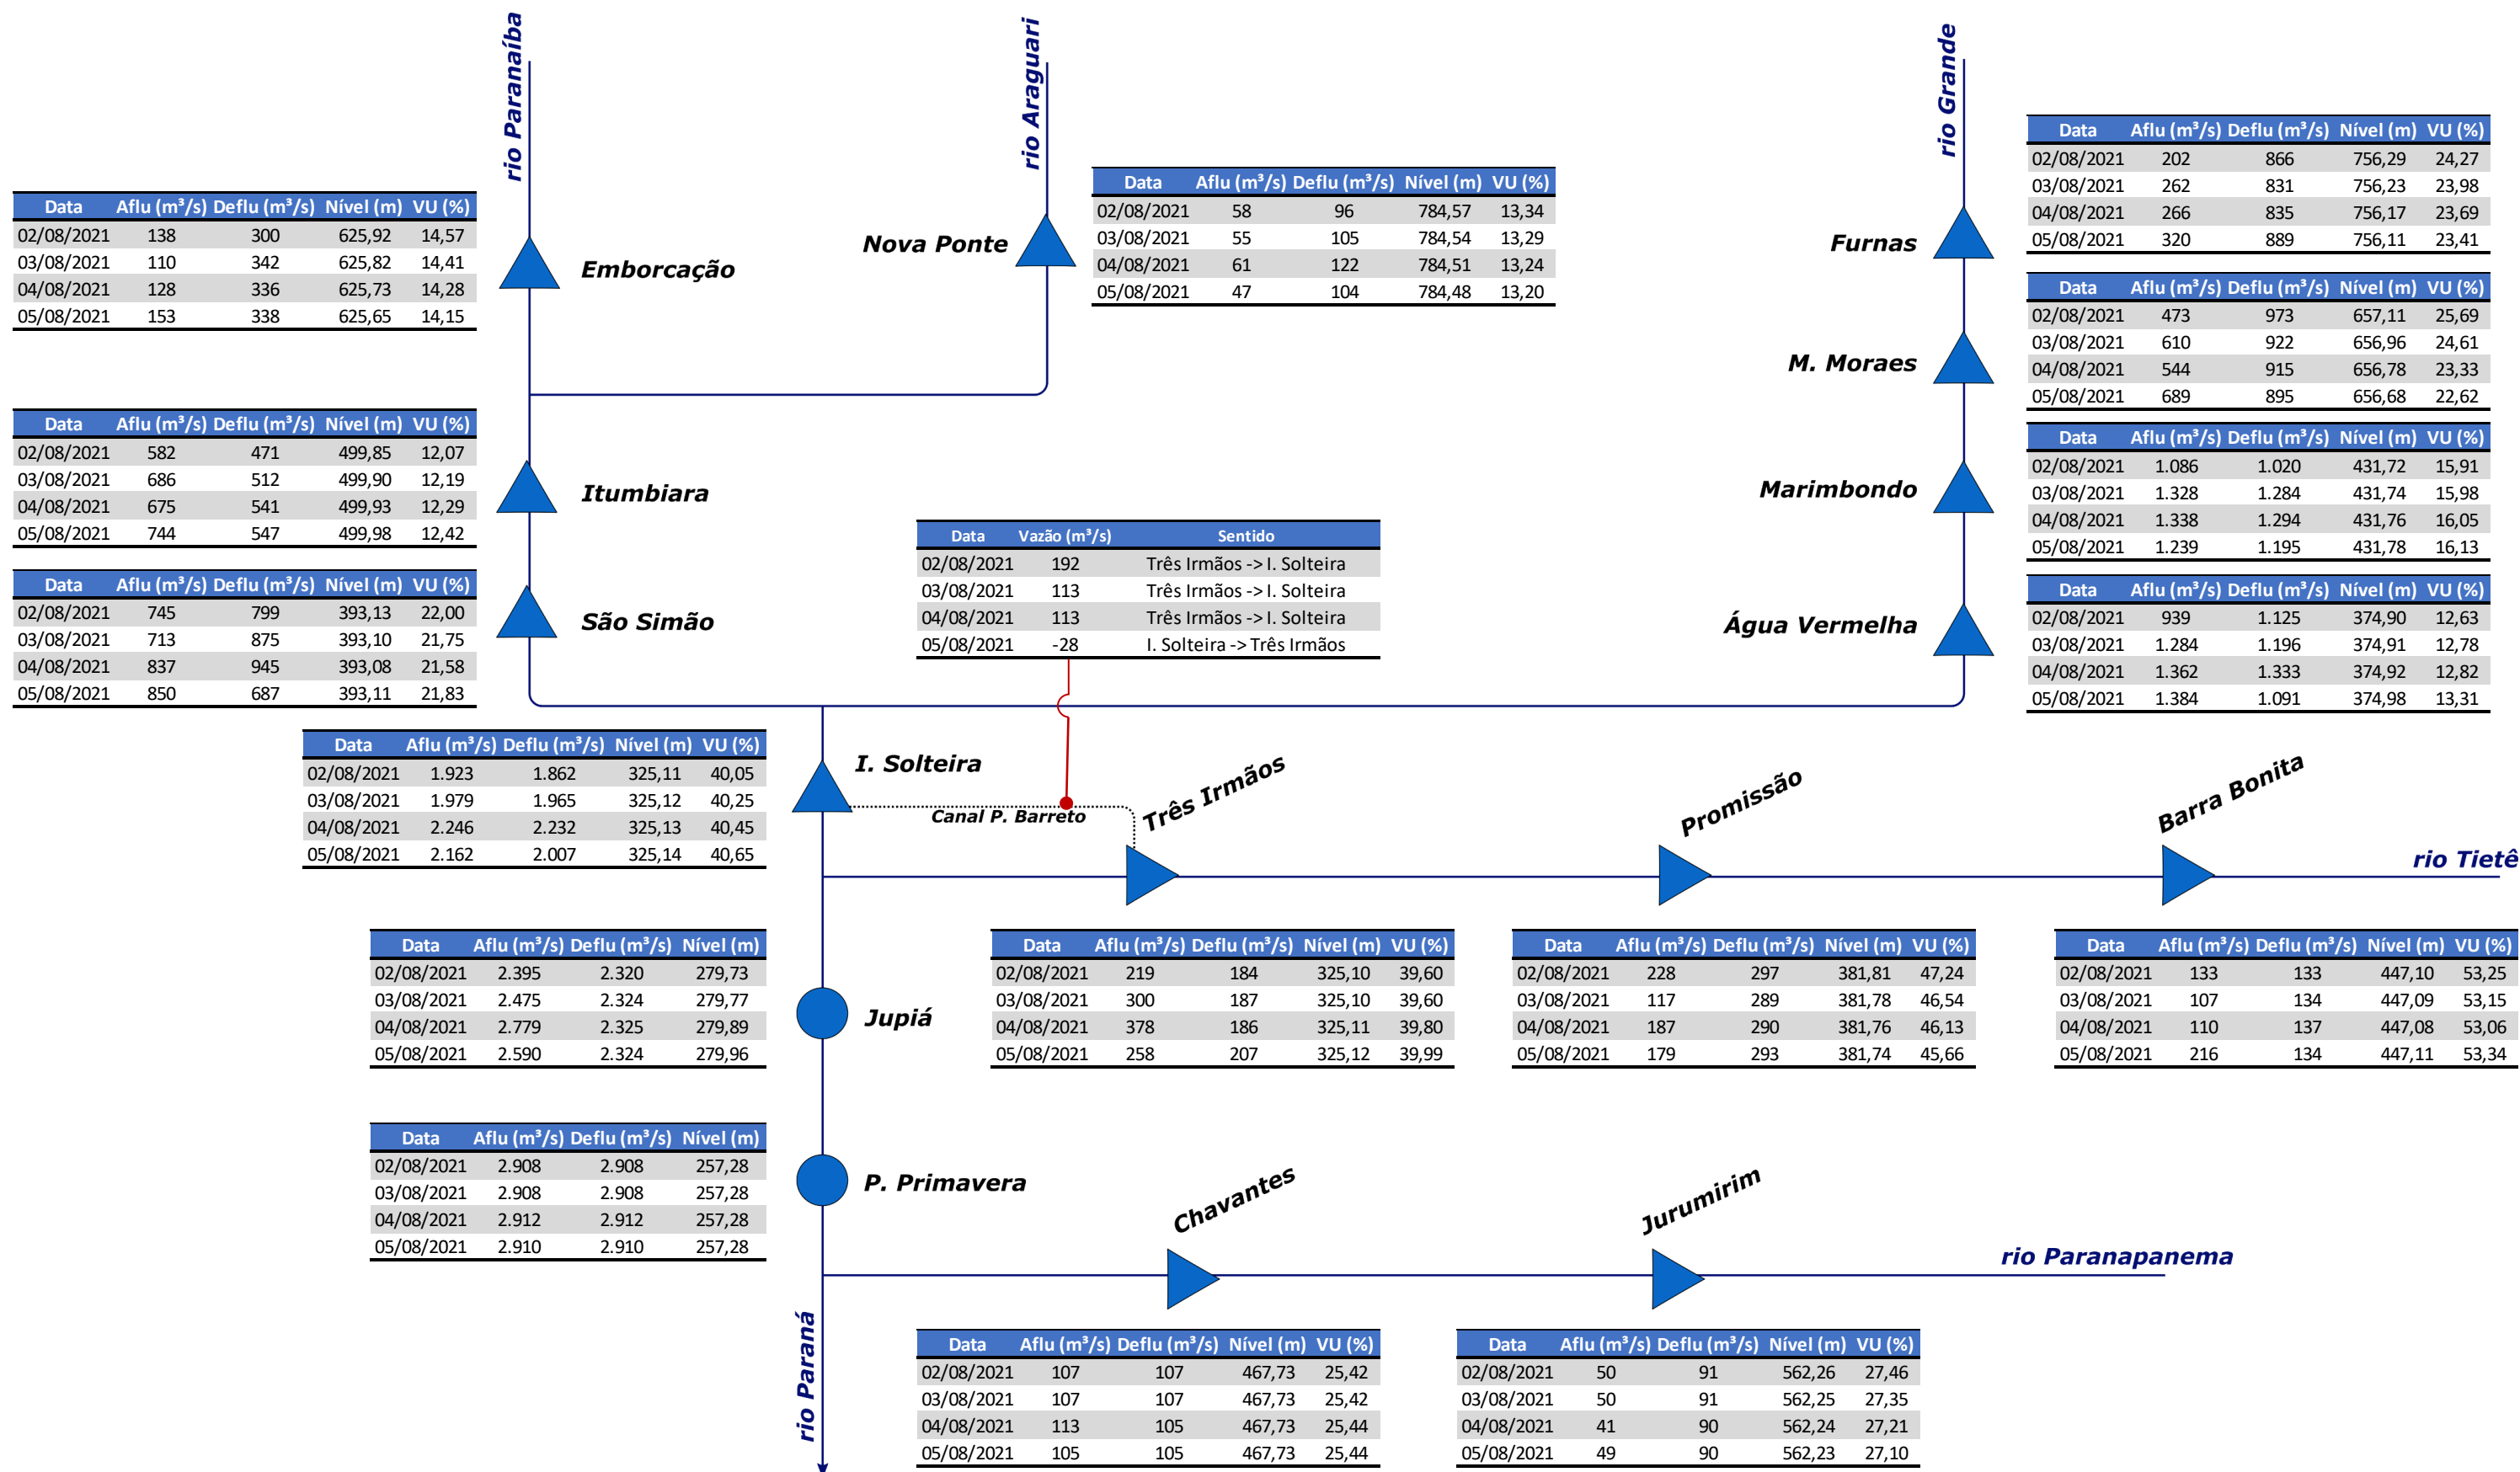 rio Paranaíba
rio Araguari
rio Grande
Data Aflu (m³/s) Deflu (m³/s) Nível (m) VU (%)
02/08/2021 138 300 625,92 14,57
03/08/2021 110 342 625,82 14,41
04/08/2021 128 336 625,73 14,28
05/08/2021 153 338 625,65 14,15
Emborcação
Nova Ponte
Data Aflu (m³/s) Deflu (m³/s) Nível (m) VU (%)
02/08/2021 58 96 784,57 13,34
03/08/2021 55 105 784,54 13,29
04/08/2021 61 122 784,51 13,24
05/08/2021 47 104 784,48 13,20
Furnas
Data Aflu (m³/s) Deflu (m³/s) Nível (m) VU (%)
02/08/2021 202 866 756,29 24,27
03/08/2021 262 831 756,23 23,98
04/08/2021 266 835 756,17 23,69
05/08/2021 320 889 756,11 23,41
M. Moraes
Data Aflu (m³/s) Deflu (m³/s) Nível (m) VU (%)
02/08/2021 473 973 657,11 25,69
03/08/2021 610 922 656,96 24,61
04/08/2021 544 915 656,78 23,33
05/08/2021 689 895 656,68 22,62
Data Aflu (m³/s) Deflu (m³/s) Nível (m) VU (%)
02/08/2021 582 471 499,85 12,07
03/08/2021 686 512 499,90 12,19
04/08/2021 675 541 499,93 12,29
05/08/2021 744 547 499,98 12,42
Itumbiara
Marimbondo
Data Aflu (m³/s) Deflu (m³/s) Nível (m) VU (%)
02/08/2021 1.086 1.020 431,72 15,91
03/08/2021 1.328 1.284 431,74 15,98
04/08/2021 1.338 1.294 431,76 16,05
05/08/2021 1.239 1.195 431,78 16,13
Data Vazão (m³/s) Sentido
02/08/2021 192 Três Irmãos -> I. Solteira
03/08/2021 113 Três Irmãos -> I. Solteira
04/08/2021 113 Três Irmãos -> I. Solteira
05/08/2021 -28 I. Solteira -> Três Irmãos
Data Aflu (m³/s) Deflu (m³/s) Nível (m) VU (%)
02/08/2021 745 799 393,13 22,00
03/08/2021 713 875 393,10 21,75
04/08/2021 837 945 393,08 21,58
05/08/2021 850 687 393,11 21,83
São Simão
Água Vermelha
Data Aflu (m³/s) Deflu (m³/s) Nível (m) VU (%)
02/08/2021 939 1.125 374,90 12,63
03/08/2021 1.284 1.196 374,91 12,78
04/08/2021 1.362 1.333 374,92 12,82
05/08/2021 1.384 1.091 374,98 13,31
Data Aflu (m³/s) Deflu (m³/s) Nível (m) VU (%)
02/08/2021 1.923 1.862 325,11 40,05
03/08/2021 1.979 1.965 325,12 40,25
04/08/2021 2.246 2.232 325,13 40,45
05/08/2021 2.162 2.007 325,14 40,65
I. Solteira
Canal P. Barreto
Três Irmãos
Promissão
Barra Bonita
rio Tietê
Data Aflu (m³/s) Deflu (m³/s) Nível (m)
02/08/2021 2.395 2.320 279,73
03/08/2021 2.475 2.324 279,77
04/08/2021 2.779 2.325 279,89
05/08/2021 2.590 2.324 279,96
Jupiá
Data Aflu (m³/s) Deflu (m³/s) Nível (m) VU (%)
02/08/2021 219 184 325,10 39,60
03/08/2021 300 187 325,10 39,60
04/08/2021 378 186 325,11 39,80
05/08/2021 258 207 325,12 39,99
Data Aflu (m³/s) Deflu (m³/s) Nível (m) VU (%)
02/08/2021 228 297 381,81 47,24
03/08/2021 117 289 381,78 46,54
04/08/2021 187 290 381,76 46,13
05/08/2021 179 293 381,74 45,66
Data Aflu (m³/s) Deflu (m³/s) Nível (m) VU (%)
02/08/2021 133 133 447,10 53,25
03/08/2021 107 134 447,09 53,15
04/08/2021 110 137 447,08 53,06
05/08/2021 216 134 447,11 53,34
Data Aflu (m³/s) Deflu (m³/s) Nível (m)
02/08/2021 2.908 2.908 257,28
03/08/2021 2.908 2.908 257,28
04/08/2021 2.912 2.912 257,28
05/08/2021 2.910 2.910 257,28
P. Primavera
Chavantes
Jurumirim
rio Paranapanema
rio Paraná
Data Aflu (m³/s) Deflu (m³/s) Nível (m) VU (%)
02/08/2021 107 107 467,73 25,42
03/08/2021 107 107 467,73 25,42
04/08/2021 113 105 467,73 25,44
05/08/2021 105 105 467,73 25,44
Data Aflu (m³/s) Deflu (m³/s) Nível (m) VU (%)
02/08/2021 50 91 562,26 27,46
03/08/2021 50 91 562,25 27,35
04/08/2021 41 90 562,24 27,21
05/08/2021 49 90 562,23 27,10